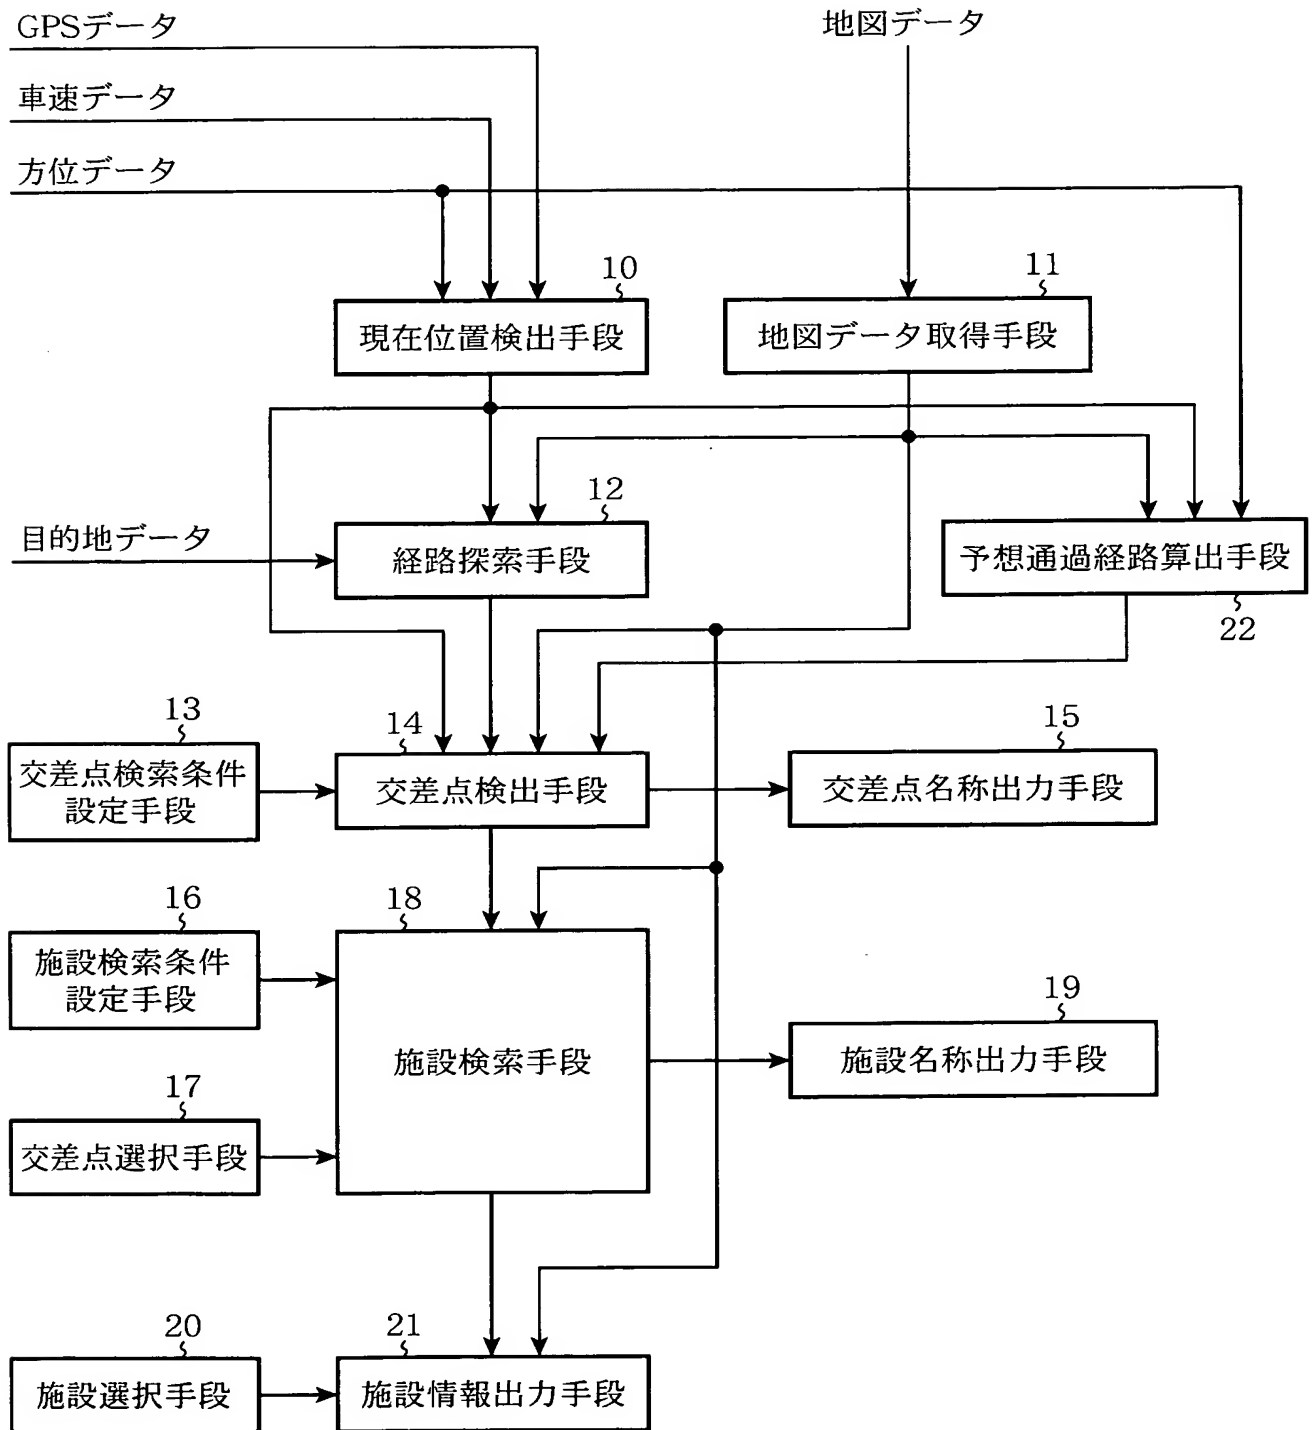 GPSデータ
地図データ
車速データ
方位データ
10
11
現在位置検出手段
地図データ取得手段
12
目的地データ
経路探索手段
予想通過経路算出手段
22
13
14
15
交差点検索条件
設定手段
交差点検出手段
交差点名称出力手段
16
18
施設検索条件
設定手段
19
施設検索手段
施設名称出力手段
17
交差点選択手段
20
21
施設選択手段
施設情報出力手段